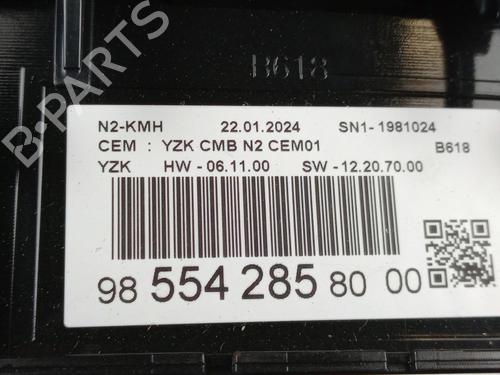 B618
N2-KMH 22.01.2024 SN1- 1981024
CEM : YZK CMB N2 CEM01 B618
YZK HW - 06.11.00 SW - 12.20.70.00
98 554 285 80 00
B-PARTS